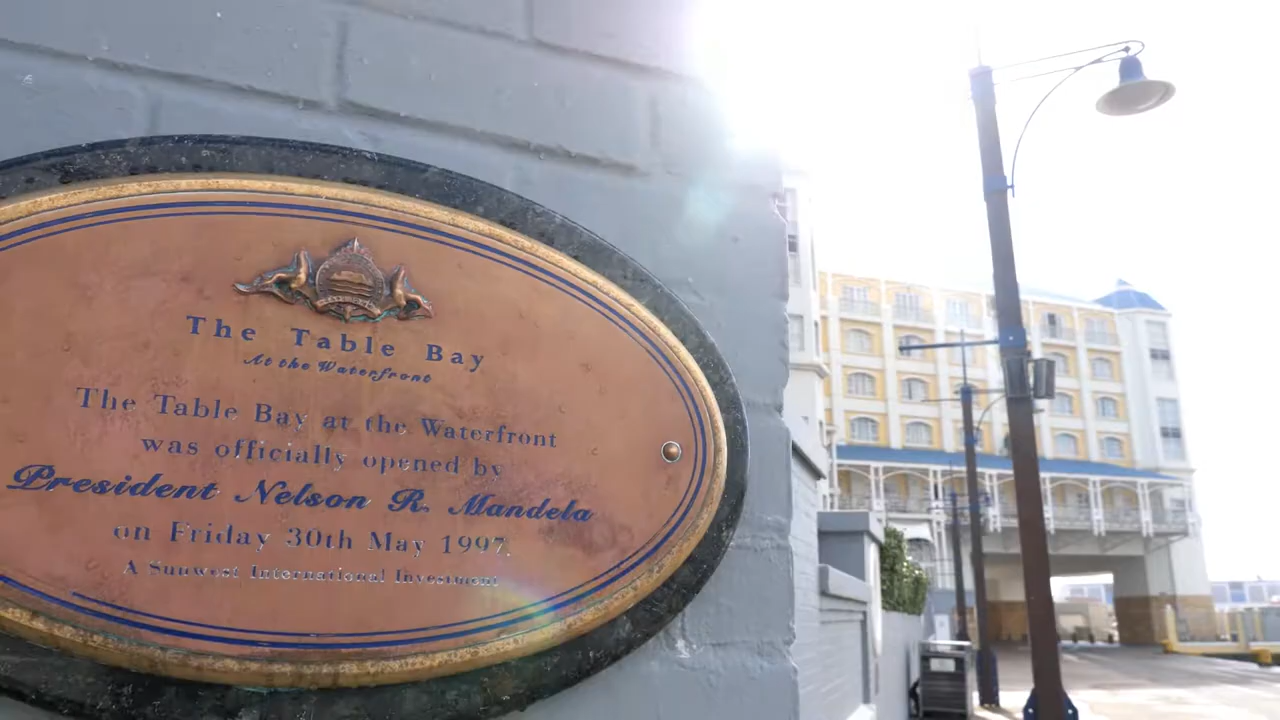 The Table Bay
At the Waterfront
The Table Bay at the Waterfront
was officially opened by
President Nelson R. Mandela
on Friday 30th May 1997.
A Sunwest International Investment